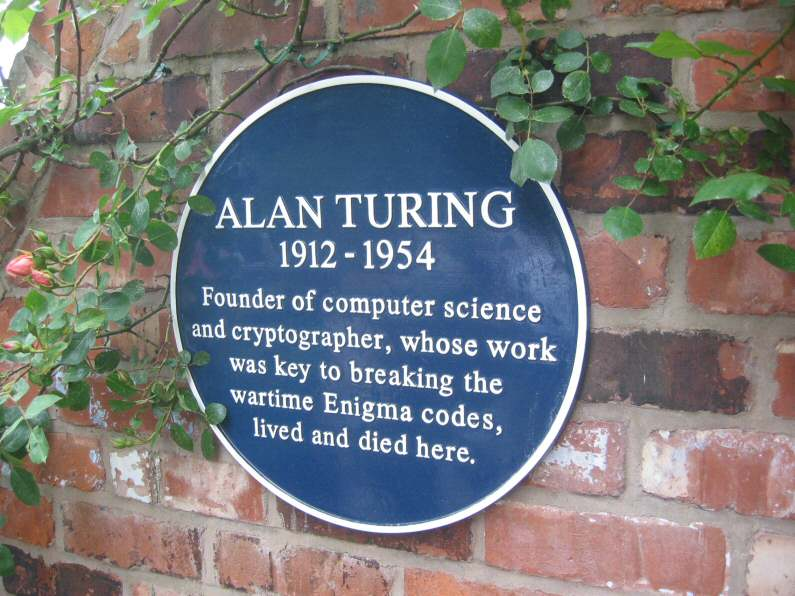 ALAN TURING
1912 - 1954
Founder of computer science
and cryptographer, whose work
was key to breaking the
wartime Enigma codes,
lived and died here.